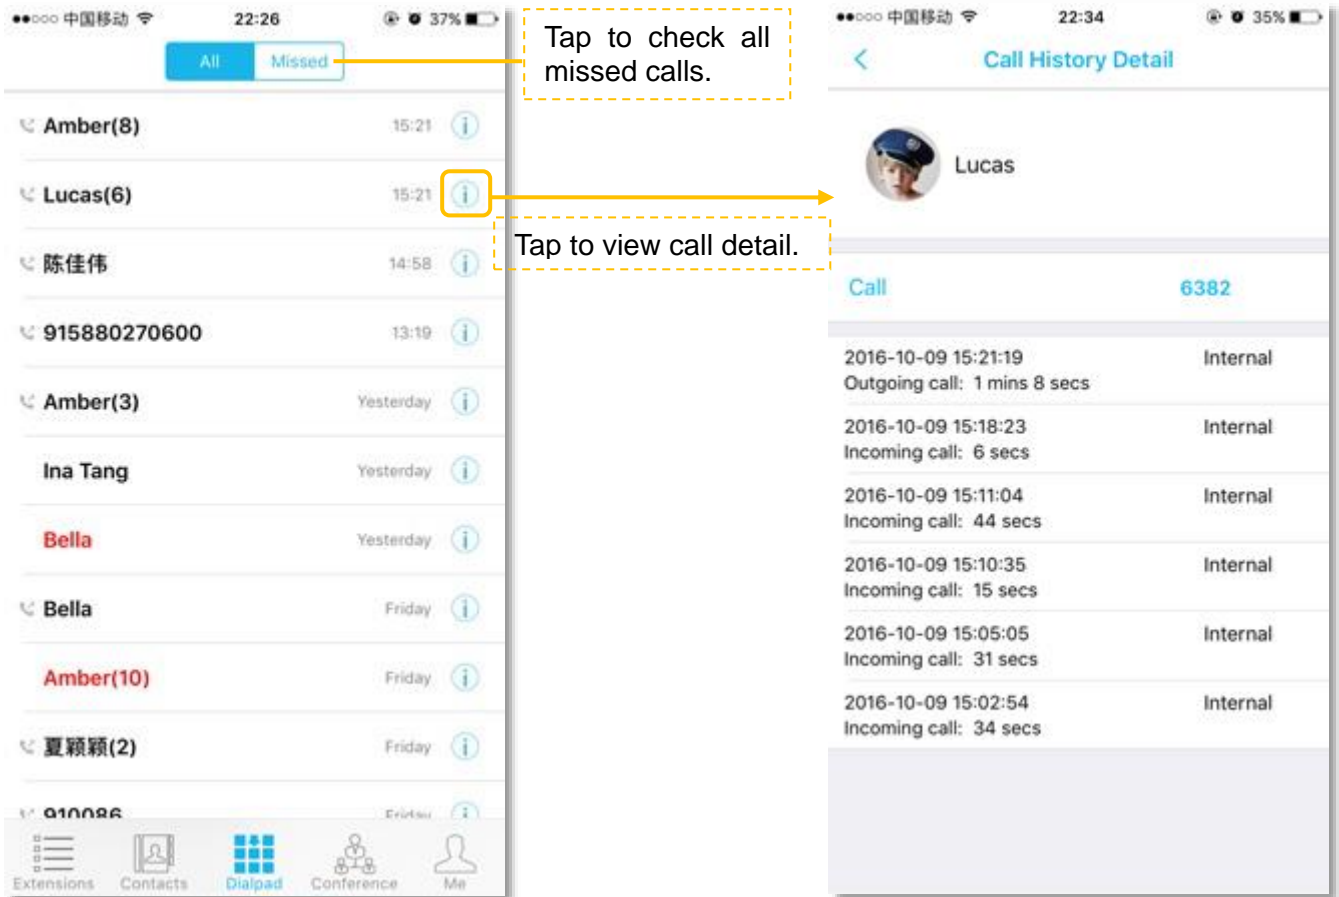 中国移动 22:26 37%
All Missed
Amber(8) 15:21
Lucas(6) 15:21
陈佳伟 14:58
915880270600 13:19
Amber(3) Yesterday
Ina Tang Yesterday
Bella Yesterday
Bella Friday
Amber(10) Friday
夏颖颖(2) Friday
910086 Friday
Extensions Contacts Dialpad Conference Me
Tap to check all
missed calls.
Tap to view call detail.
中国移动 22:34 35%
Call History Detail
Lucas
Call 6382
2016-10-09 15:21:19 Internal
Outgoing call: 1 mins 8 secs
2016-10-09 15:18:23 Internal
Incoming call: 6 secs
2016-10-09 15:11:04 Internal
Incoming call: 44 secs
2016-10-09 15:10:35 Internal
Incoming call: 15 secs
2016-10-09 15:05:05 Internal
Incoming call: 31 secs
2016-10-09 15:02:54 Internal
Incoming call: 34 secs